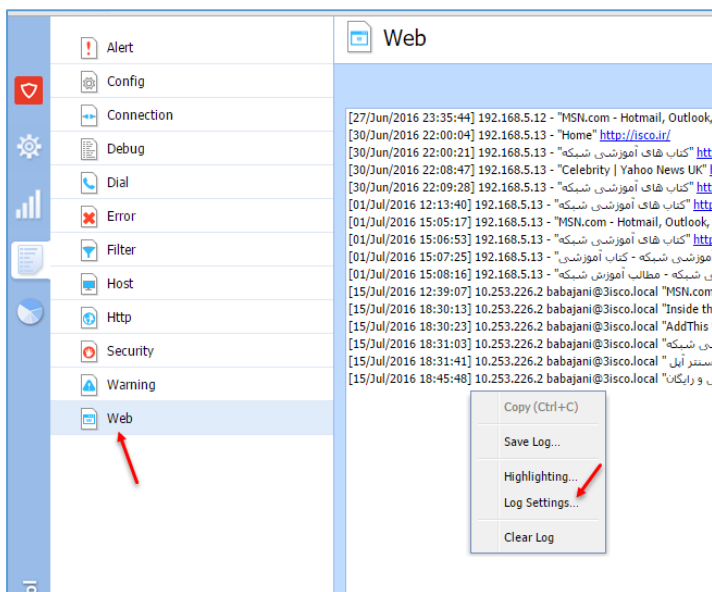 Alert
Config
Connection
Debug
Dial
Error
Filter
Host
Http
Security
Warning
Web
Web
[27/Jun/2016 23:35:44] 192.168.5.12 - "MSN.com - Hotmail, Outlook,
[30/Jun/2016 22:00:04] 192.168.5.13 - "Home" http://isco.ir/
[30/Jun/2016 22:00:21] 192.168.5.13 - "کتاب های آموزشی شبکه" htt
[30/Jun/2016 22:08:47] 192.168.5.13 - "Celebrity | Yahoo News UK"
[30/Jun/2016 22:09:28] 192.168.5.13 - "کتاب های آموزشی شبکه" htt
[01/Jul/2016 12:13:40] 192.168.5.13 - "کتاب های آموزشی شبکه" http
[01/Jul/2016 15:05:17] 192.168.5.13 - "MSN.com - Hotmail, Outlook,
[01/Jul/2016 15:06:53] 192.168.5.13 - "کتاب های آموزشی شبکه" http
[01/Jul/2016 15:07:25] 192.168.5.13 - "موزشی شبکه - کتاب آموزشی
[01/Jul/2016 15:08:16] 192.168.5.13 - "ی شبکه - مطالب آموزش شبکه
[15/Jul/2016 12:39:07] 10.253.226.2 babajani@3isco.local "MSN.com
[15/Jul/2016 18:30:13] 10.253.226.2 babajani@3isco.local "Inside th
[15/Jul/2016 18:30:23] 10.253.226.2 babajani@3isco.local "AddThis
[15/Jul/2016 18:31:03] 10.253.226.2 babajani@3isco.local "شی شبکه
[15/Jul/2016 18:31:41] 10.253.226.2 babajani@3isco.local "سنتر آپل
[15/Jul/2016 18:45:48] 10.253.226.2 babajani@3isco.local "ی و رایگان
Copy (Ctrl+C)
Save Log...
Highlighting...
Log Settings...
Clear Log